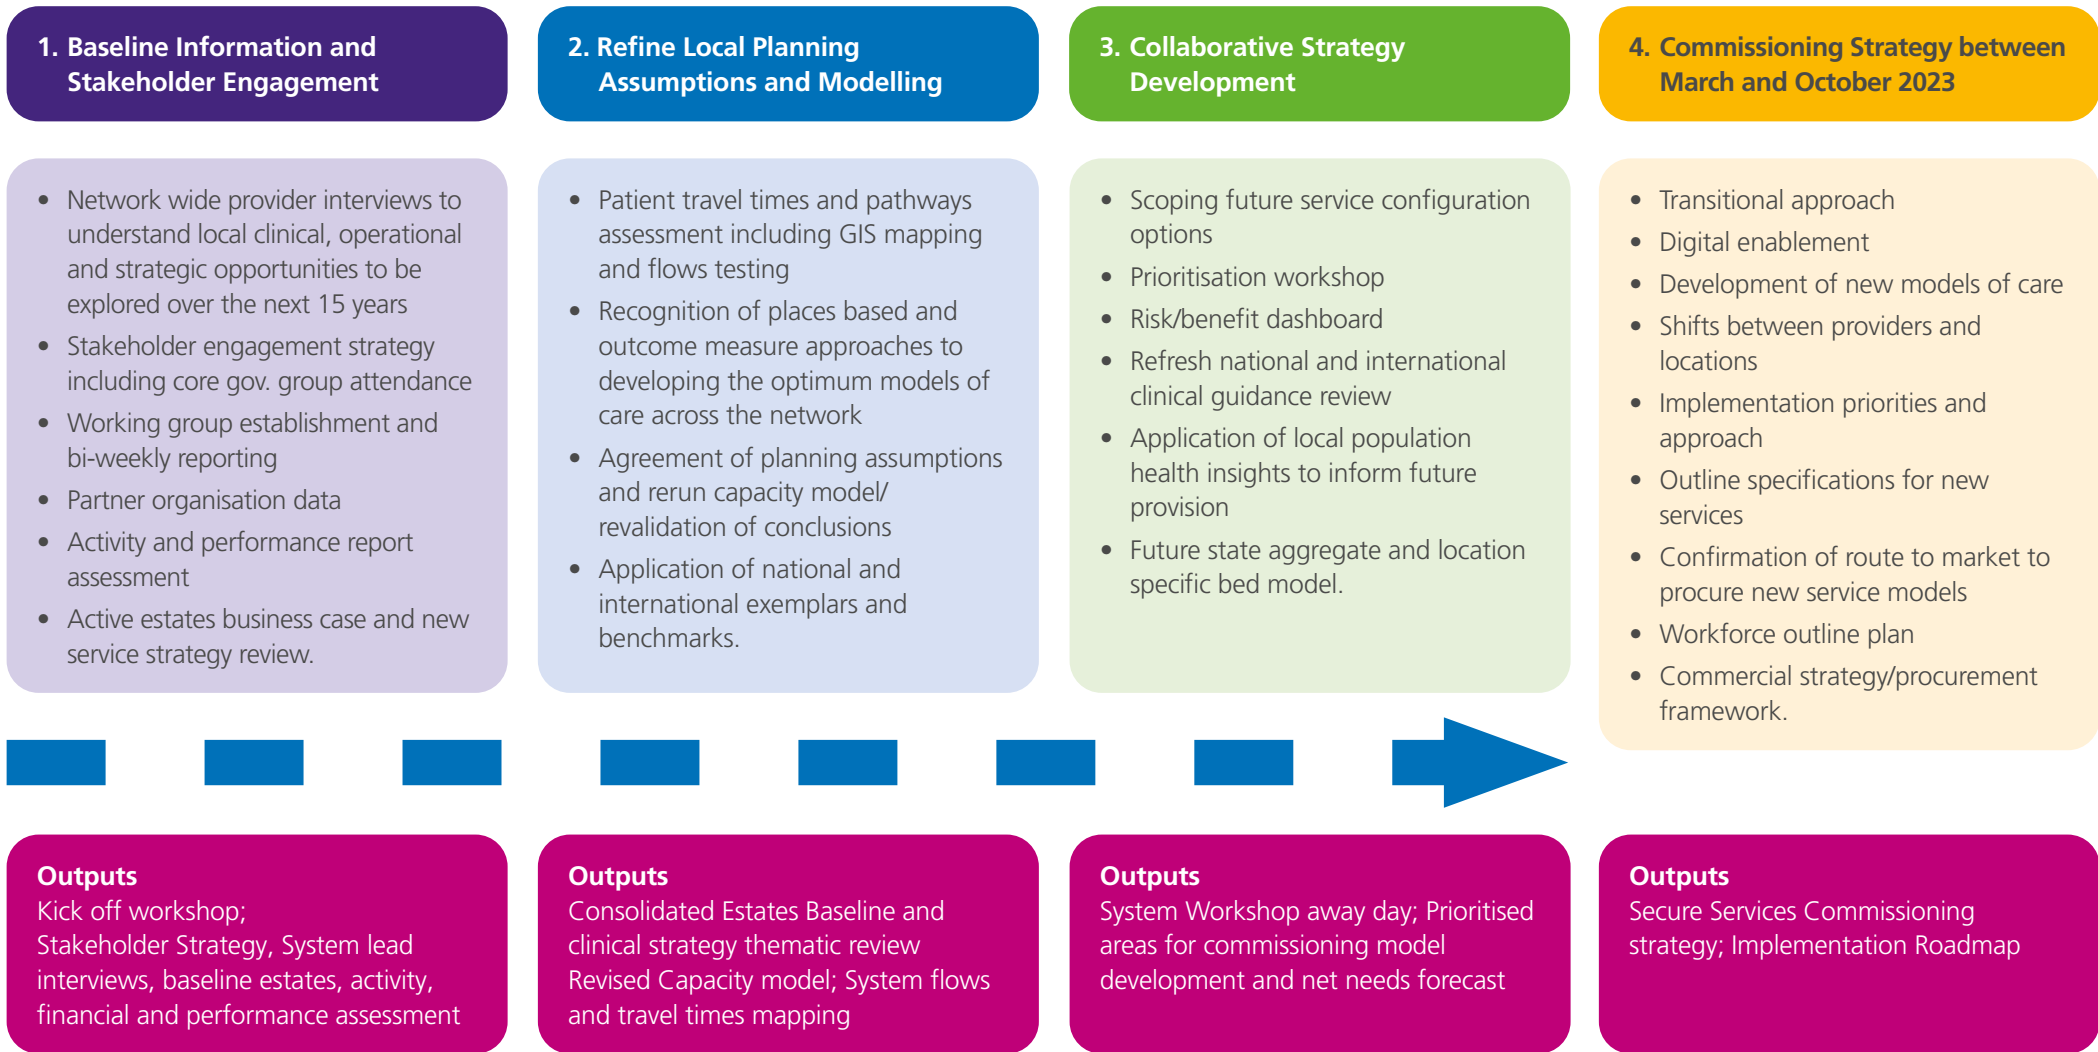 1. Baseline Information and
Stakeholder Engagement
• Network wide provider interviews to
understand local clinical, operational
and strategic opportunities to be
explored over the next 15 years
• Stakeholder engagement strategy
including core gov. group attendance
• Working group establishment and
bi-weekly reporting
• Partner organisation data
• Activity and performance report
assessment
• Active estates business case and new
service strategy review.
Outputs
Kick off workshop;
Stakeholder Strategy, System lead
interviews, baseline estates, activity,
financial and performance assessment
2. Refine Local Planning
Assumptions and Modelling
• Patient travel times and pathways
assessment including GIS mapping
and flows testing
• Recognition of places based and
outcome measure approaches to
developing the optimum models of
care across the network
• Agreement of planning assumptions
and rerun capacity model/
revalidation of conclusions
• Application of national and
international exemplars and
benchmarks.
Outputs
Consolidated Estates Baseline and
clinical strategy thematic review
Revised Capacity model; System flows
and travel times mapping
3. Collaborative Strategy
Development
• Scoping future service configuration
options
• Prioritisation workshop
• Risk/benefit dashboard
• Refresh national and international
clinical guidance review
• Application of local population
health insights to inform future
provision
• Future state aggregate and location
specific bed model.
Outputs
System Workshop away day; Prioritised
areas for commissioning model
development and net needs forecast
4. Commissioning Strategy between
March and October 2023
• Transitional approach
• Digital enablement
• Development of new models of care
• Shifts between providers and
locations
• Implementation priorities and
approach
• Outline specifications for new
services
• Confirmation of route to market to
procure new service models
• Workforce outline plan
• Commercial strategy/procurement
framework.
Outputs
Secure Services Commissioning
strategy; Implementation Roadmap